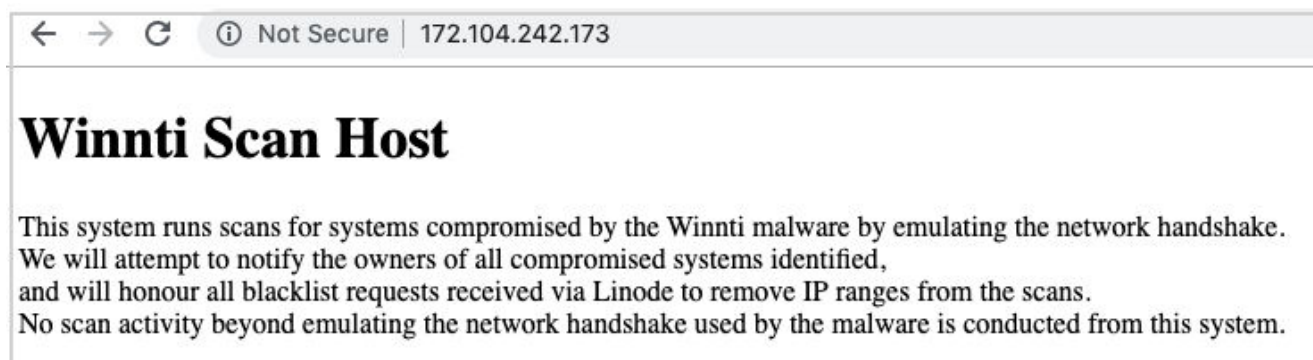 Not Secure | 172.104.242.173
Winnti Scan Host
This system runs scans for systems compromised by the Winnti malware by emulating the network handshake.
We will attempt to notify the owners of all compromised systems identified,
and will honour all blacklist requests received via Linode to remove IP ranges from the scans.
No scan activity beyond emulating the network handshake used by the malware is conducted from this system.